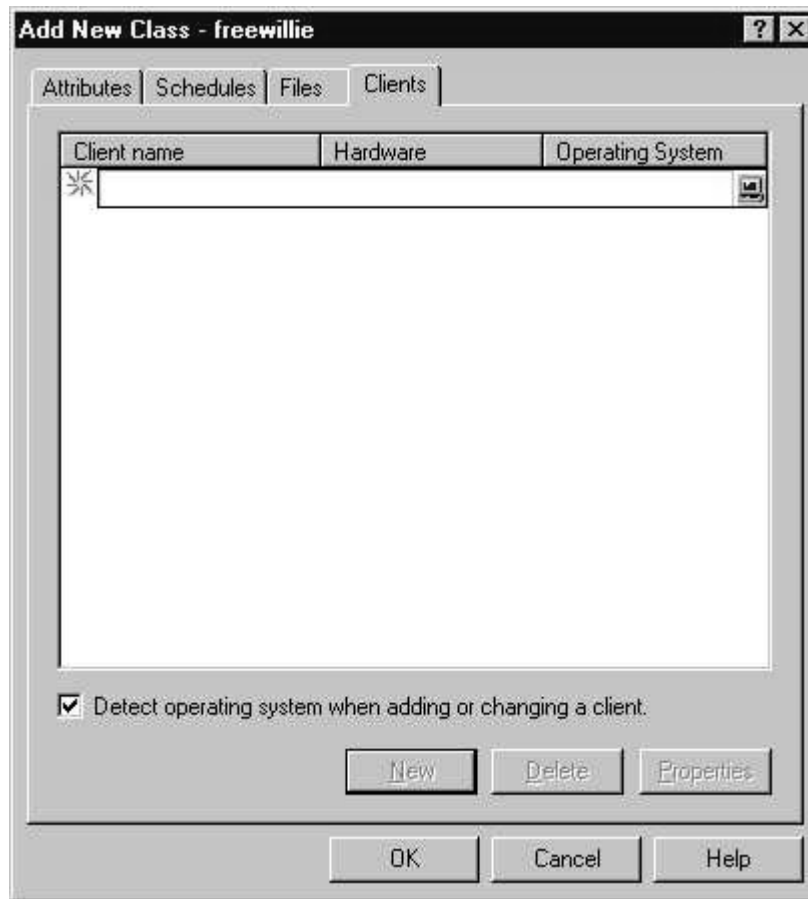 Add New Class - freewillie
Attributes Schedules Files Clients
Client name Hardware Operating System
Detect operating system when adding or changing a client.
New Delete Properties
OK Cancel Help